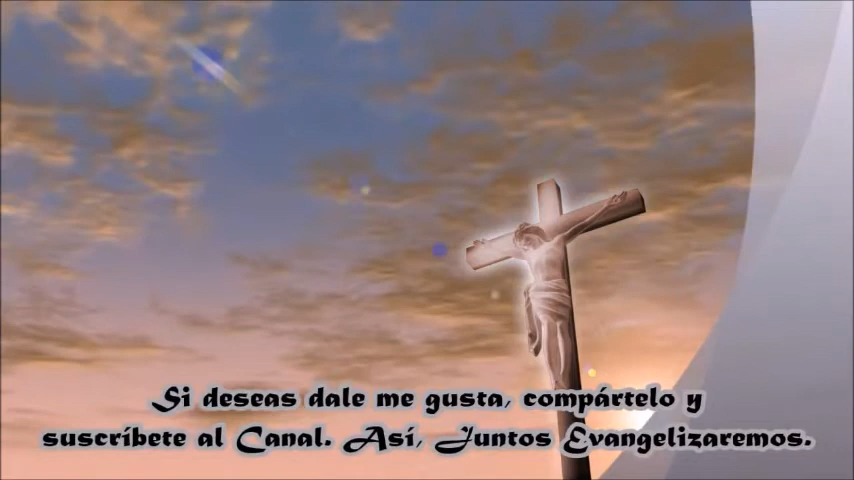 Si deseas dale me gusta, compártelo y
suscríbete al Canal. Así, Juntos Evangelizaremos.